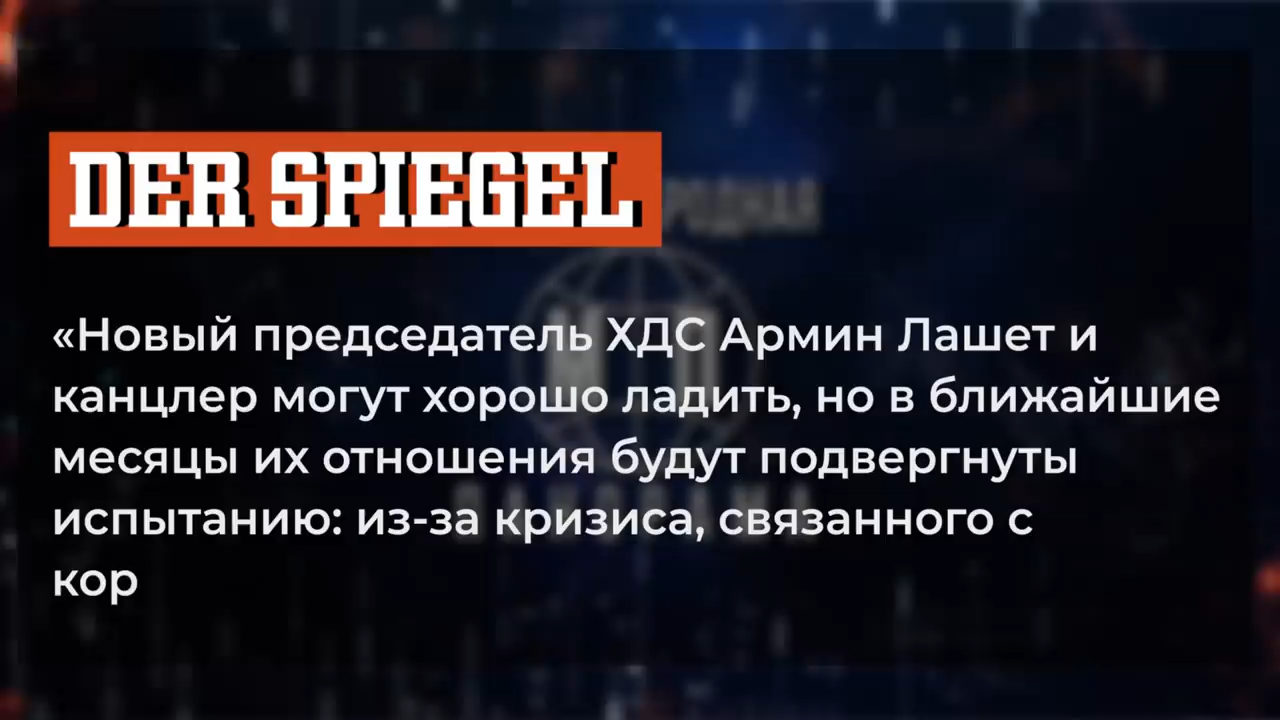 DER SPIEGEL
«Новый председатель ХДС Армин Лашет и
канцлер могут хорошо ладить, но в ближайшие
месяцы их отношения будут подвергнуты
испытанию: из-за кризиса, связанного с
кор